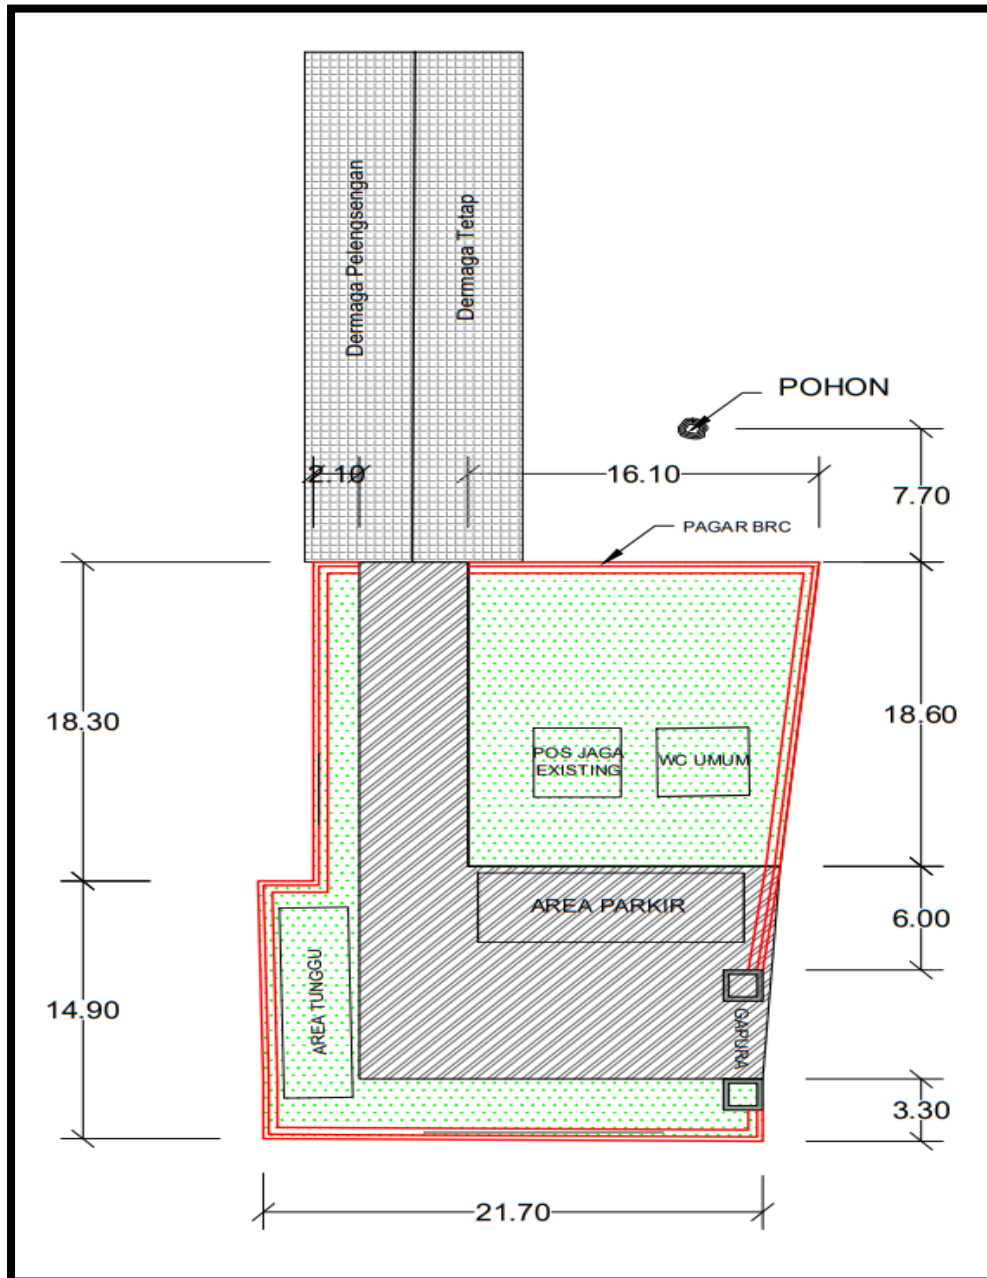 Dermaga Pelengsengan
Dermaga Tetap
POHON
2.10
16.10
7.70
PAGAR BRC
18.30
18.60
POS JAGA
EXISTING
WC UMUM
AREA PARKIR
6.00
AREA TUNGGU
14.90
GAPURA
3.30
21.70